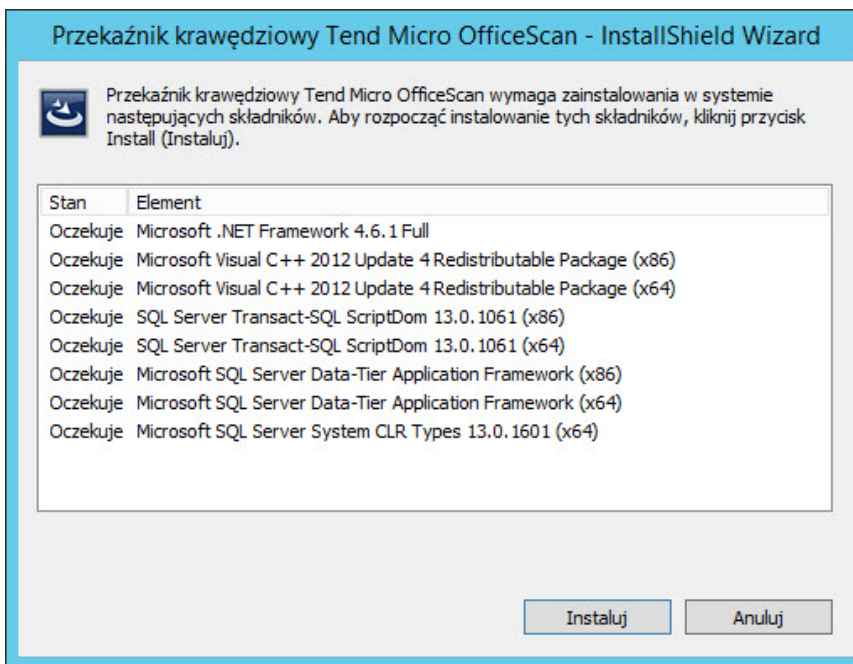 Przekaźnik krawędziowy Tend Micro OfficeScan - InstallShield Wizard
Przekaźnik krawędziowy Tend Micro OfficeScan wymaga zainstalowania w systemie
następujących składników. Aby rozpocząć instalowanie tych składników, kliknij przycisk
Install (Instaluj).
Stan Element
Oczekuje Microsoft .NET Framework 4.6.1 Full
Oczekuje Microsoft Visual C++ 2012 Update 4 Redistributable Package (x86)
Oczekuje Microsoft Visual C++ 2012 Update 4 Redistributable Package (x64)
Oczekuje SQL Server Transact-SQL ScriptDom 13.0.1061 (x86)
Oczekuje SQL Server Transact-SQL ScriptDom 13.0.1061 (x64)
Oczekuje Microsoft SQL Server Data-Tier Application Framework (x86)
Oczekuje Microsoft SQL Server Data-Tier Application Framework (x64)
Oczekuje Microsoft SQL Server System CLR Types 13.0.1601 (x64)
Instaluj Anuluj